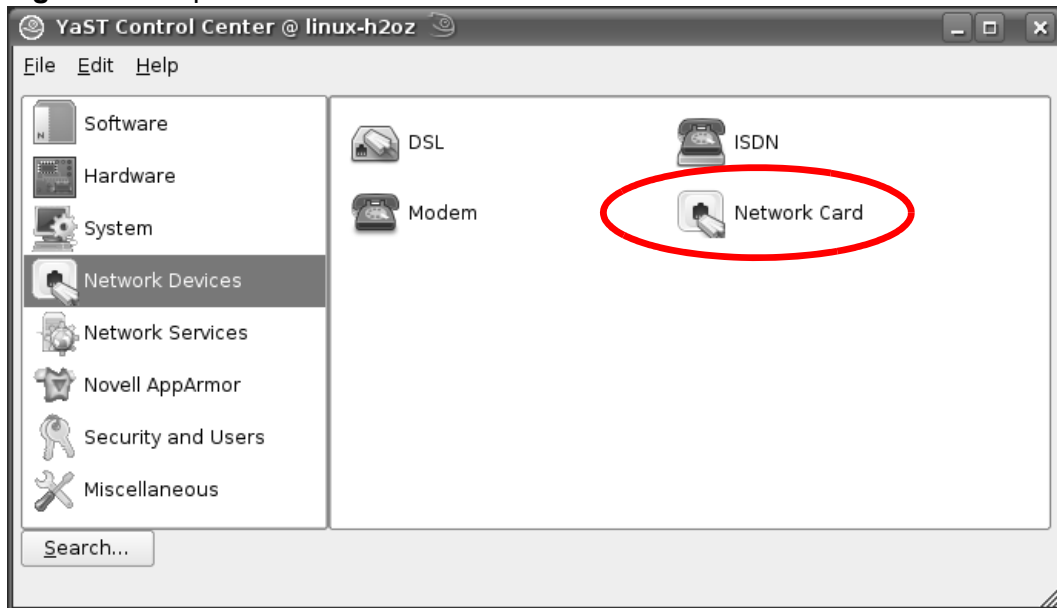 YaST Control Center @ linux-h2oz
File Edit Help
Software
Hardware
System
Network Devices
Network Services
Novell AppArmor
Security and Users
Miscellaneous
DSL
ISDN
Modem
Network Card
Search...
N